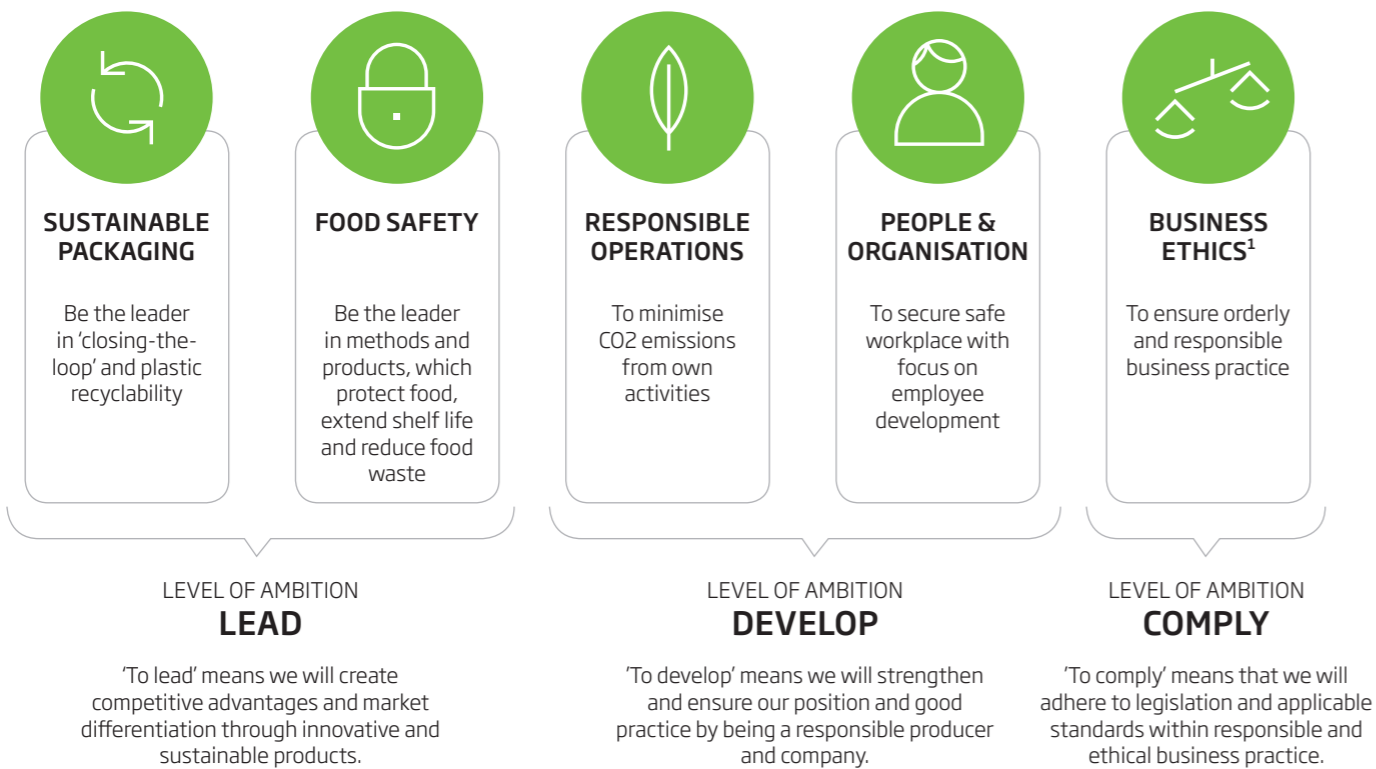 SUSTAINABLE
PACKAGING
Be the leader
in ‘closing-the-
loop’ and plastic
recyclability
FOOD SAFETY
Be the leader
in methods and
products, which
protect food,
extend shelf life
and reduce food
waste
RESPONSIBLE
OPERATIONS
To minimise
CO2 emissions
from own
activities
PEOPLE &
ORGANISATION
To secure safe
workplace with
focus on
employee
development
BUSINESS
ETHICS¹
To ensure orderly
and responsible
business practice
LEVEL OF AMBITION
LEAD
‘To lead’ means we will create
competitive advantages and market
differentiation through innovative and
sustainable products.
LEVEL OF AMBITION
DEVELOP
‘To develop’ means we will strengthen
and ensure our position and good
practice by being a responsible producer
and company.
LEVEL OF AMBITION
COMPLY
‘To comply’ means that we will
adhere to legislation and applicable
standards within responsible and
ethical business practice.